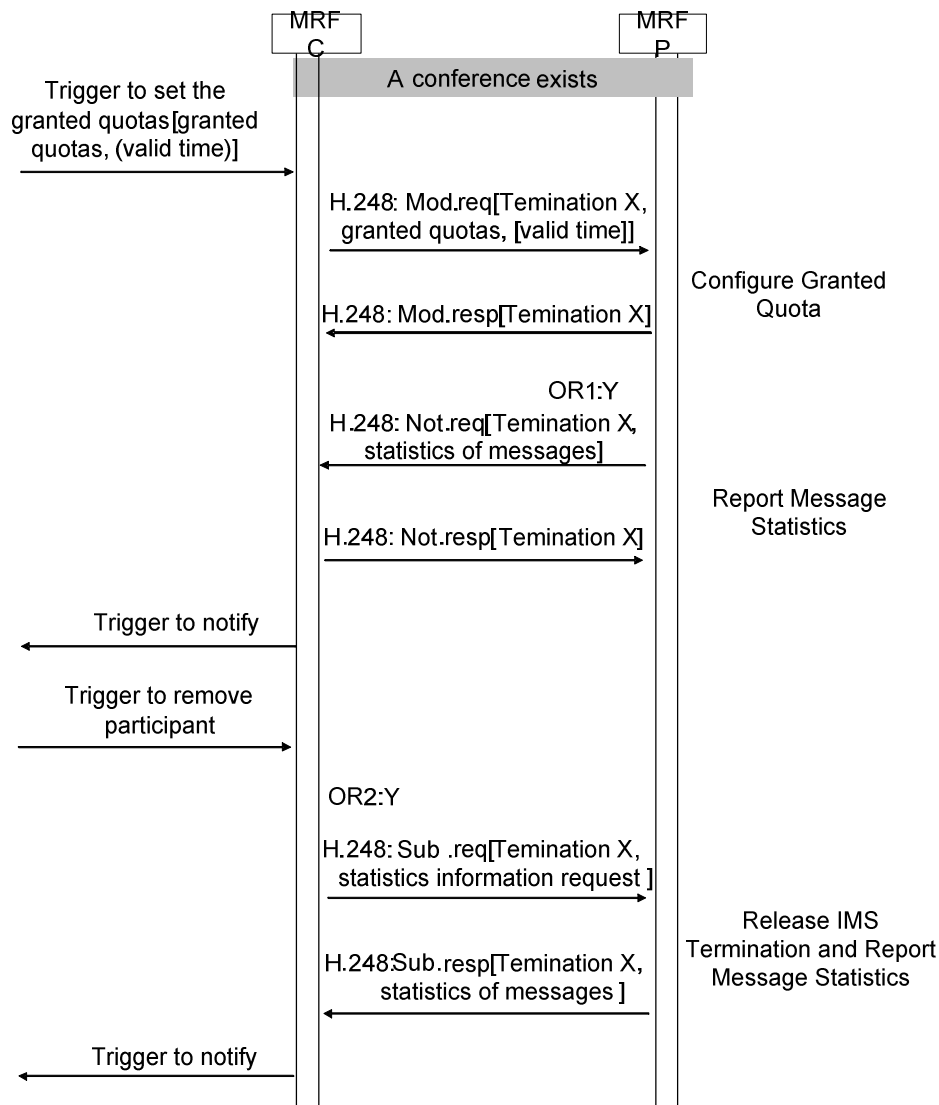 MRF
C
MRF
P
A conference exists
Trigger to set the
granted quotas[granted
quotas, (valid time)]
H.248: Mod.req[Temination X,
granted quotas, [valid time]]
Configure Granted
Quota
H.248: Mod.resp[Temination X]
OR1:Y
H.248: Not.req[Temination X,
statistics of messages]
Report Message
Statistics
H.248: Not.resp[Temination X]
Trigger to notify
Trigger to remove
participant
OR2:Y
H.248: Sub .req[Temination X,
statistics information request ]
Release IMS
Termination and Report
Message Statistics
H.248:Sub.resp[Temination X,
statistics of messages ]
Trigger to notify